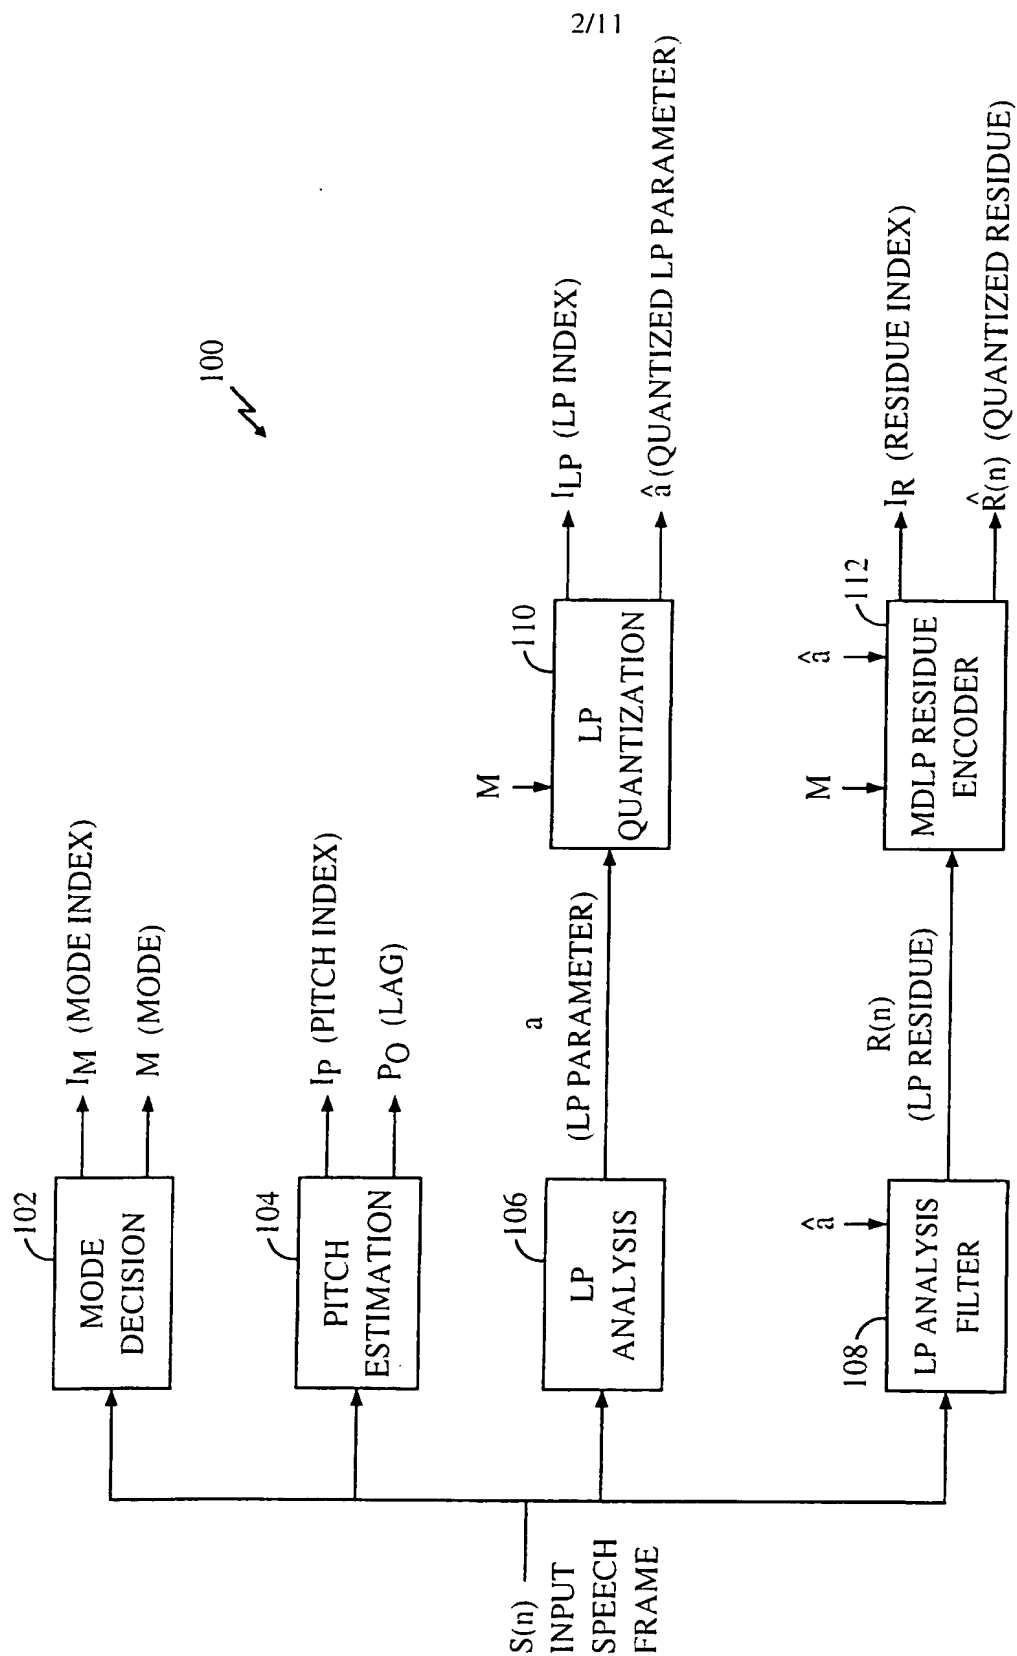 2/11
100
S(n)
INPUT
SPEECH
FRAME
102
MODE
DECISION
I_M (MODE INDEX)
M (MODE)
104
PITCH
ESTIMATION
I_P (PITCH INDEX)
P_O (LAG)
106
LP
ANALYSIS
a
(LP PARAMETER)
M
110
LP
QUANTIZATION
I_LP (LP INDEX)
â (QUANTIZED LP PARAMETER)
108
â
LP ANALYSIS
FILTER
R(n)
(LP RESIDUE)
M
â
112
MDLP RESIDUE
ENCODER
I_R (RESIDUE INDEX)
R̂(n) (QUANTIZED RESIDUE)